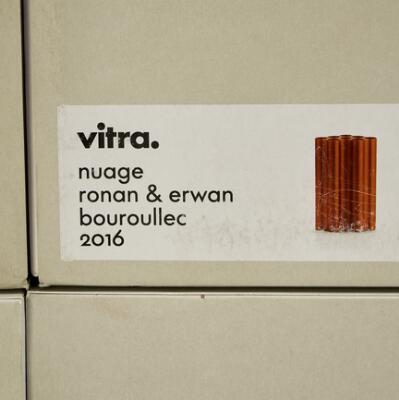 vitra.
nuage
ronan & erwan
bouroullec
2016